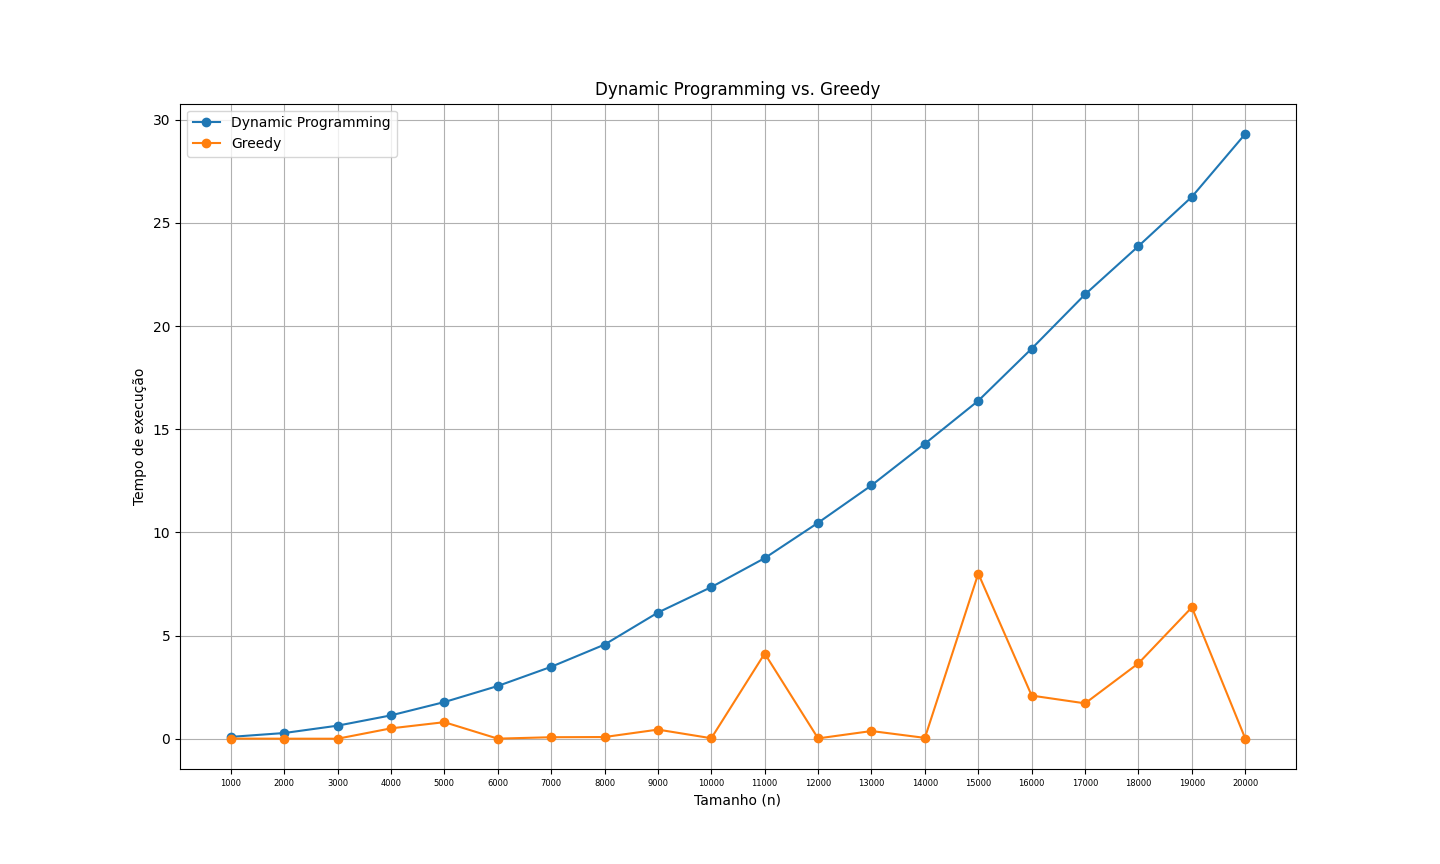 Dynamic Programming vs. Greedy
Dynamic Programming
Greedy
30
25
20
15
10
5
0
Tempo de execução
1000 2000 3000 4000 5000 6000 7000 8000 9000 10000 11000 12000 13000 14000 15000 16000 17000 18000 19000 20000
Tamanho (n)